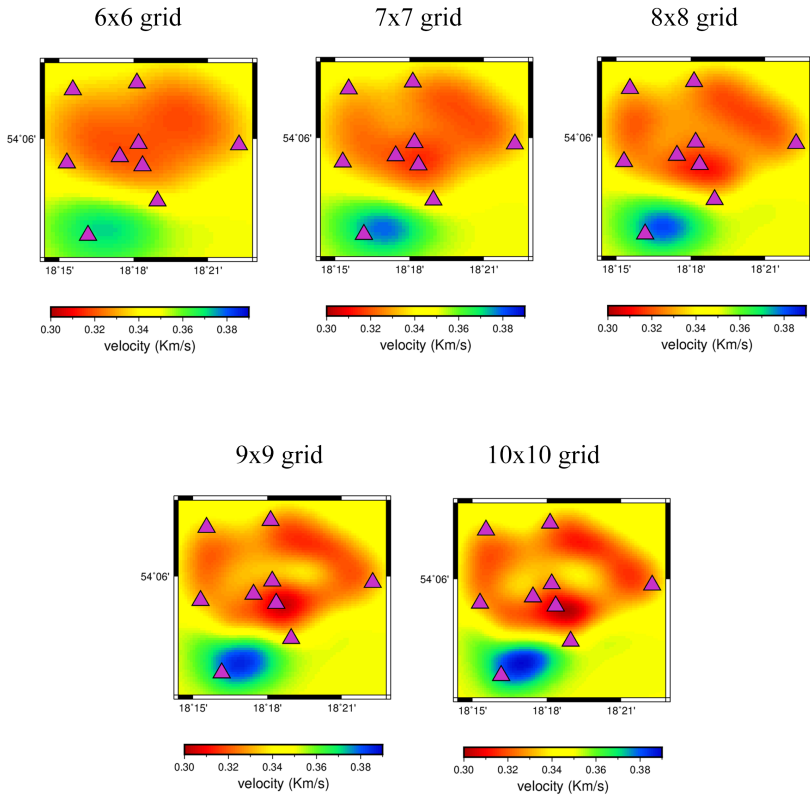 6x6 grid
7x7 grid
8x8 grid
54˚06'
54˚06'
54˚06'
18˚15' 18˚18' 18˚21'
18˚15' 18˚18' 18˚21'
18˚15' 18˚18' 18˚21'
0.30 0.32 0.34 0.36 0.38
0.30 0.32 0.34 0.36 0.38
0.30 0.32 0.34 0.36 0.38
velocity (Km/s)
velocity (Km/s)
velocity (Km/s)
9x9 grid
10x10 grid
54˚06'
54˚06'
18˚15' 18˚18' 18˚21'
18˚15' 18˚18' 18˚21'
0.30 0.32 0.34 0.36 0.38
0.30 0.32 0.34 0.36 0.38
velocity (Km/s)
velocity (Km/s)